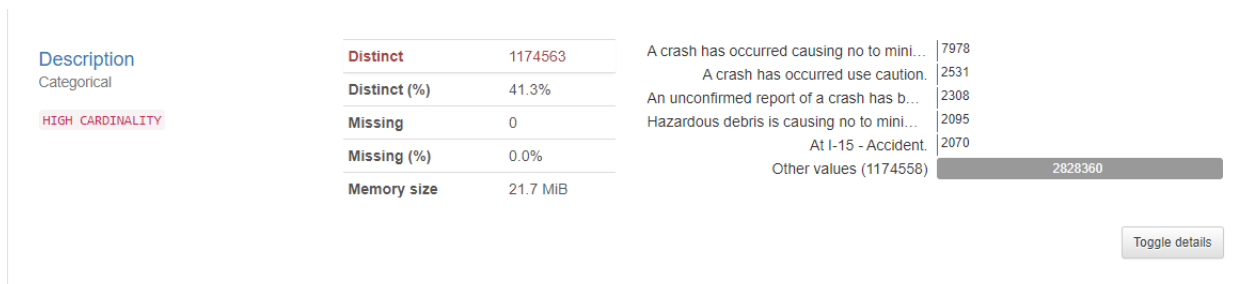 Description
Categorical
HIGH CARDINALITY
Distinct 1174563
Distinct (%) 41.3%
Missing 0
Missing (%) 0.0%
Memory size 21.7 MiB
A crash has occurred causing no to mini... 7978
A crash has occurred use caution. 2531
An unconfirmed report of a crash has b... 2308
Hazardous debris is causing no to mini... 2095
At I-15 - Accident. 2070
Other values (1174558) 2828360
Toggle details